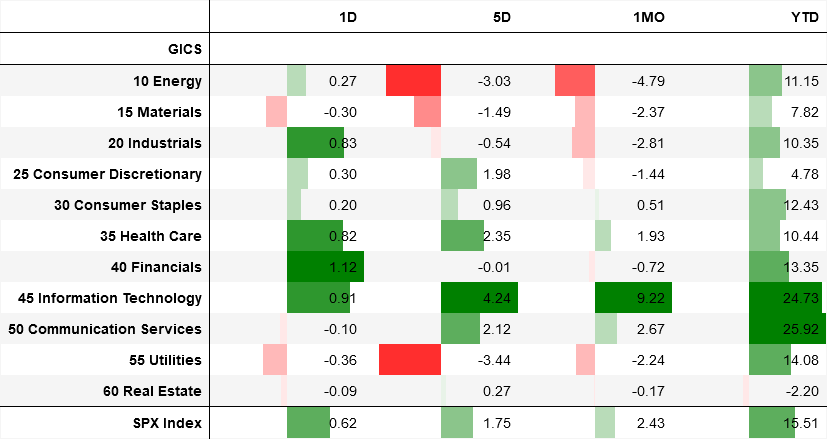 1D 5D 1MO YTD
GICS
10 Energy 0.27 -3.03 -4.79 11.15
15 Materials -0.30 -1.49 -2.37 7.82
20 Industrials 0.83 -0.54 -2.81 10.35
25 Consumer Discretionary 0.30 1.98 -1.44 4.78
30 Consumer Staples 0.20 0.96 0.51 12.43
35 Health Care 0.82 2.35 1.93 10.44
40 Financials 1.12 -0.01 -0.72 13.35
45 Information Technology 0.91 4.24 9.22 24.73
50 Communication Services -0.10 2.12 2.67 25.92
55 Utilities -0.36 -3.44 -2.24 14.08
60 Real Estate -0.09 0.27 -0.17 -2.20
SPX Index 0.62 1.75 2.43 15.51